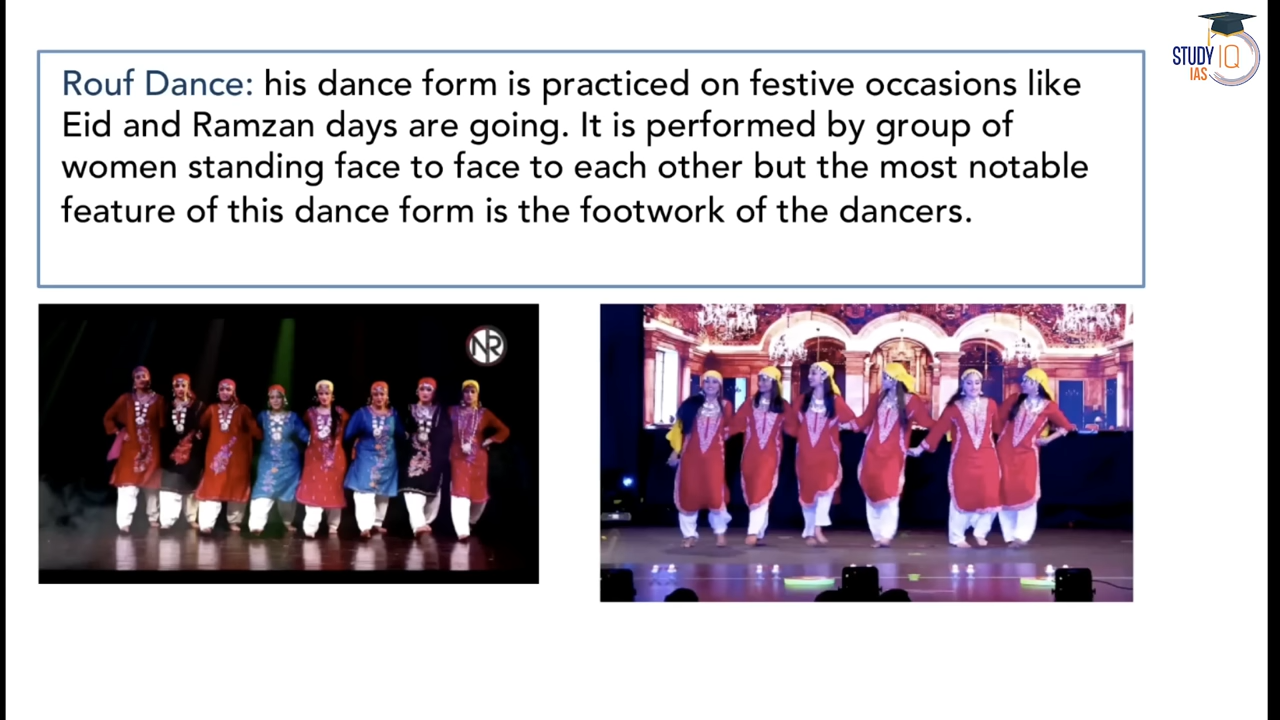 STUDY IQ
IAS
Rouf Dance: his dance form is practiced on festive occasions like
Eid and Ramzan days are going. It is performed by group of
women standing face to face to each other but the most notable
feature of this dance form is the footwork of the dancers.
NR